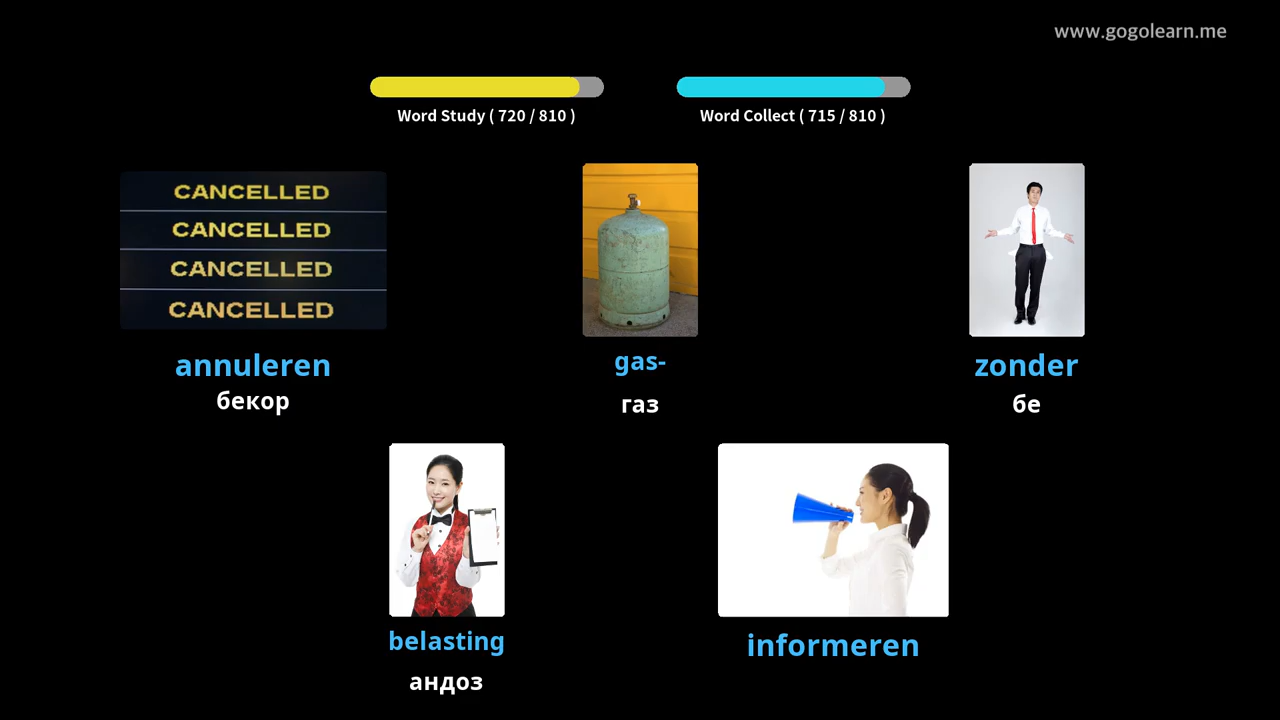 www.gogolearn.me
Word Study ( 720 / 810 )
Word Collect ( 715 / 810 )
CANCELLED
CANCELLED
CANCELLED
CANCELLED
annuleren
бекор
gas-
газ
zonder
бе
belasting
андоз
informeren